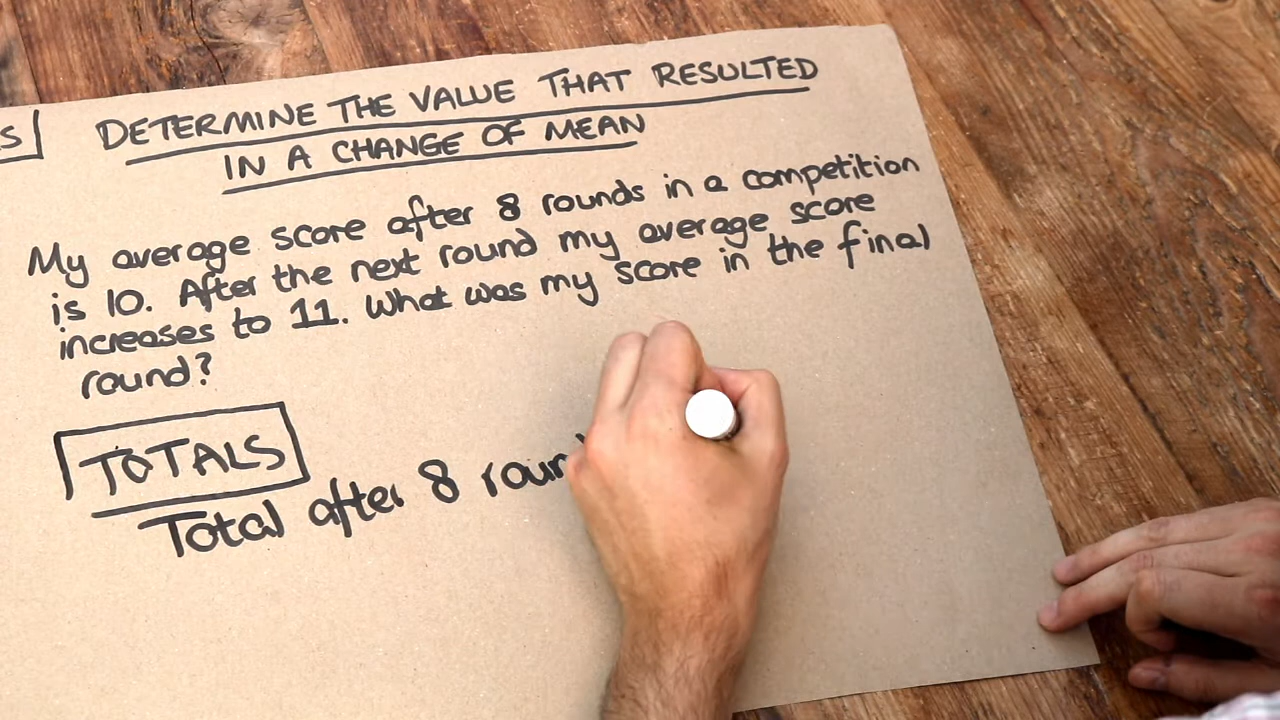 DETERMINE THE VALUE THAT RESULTED
IN A CHANGE OF MEAN
My average score after 8 rounds in a competition
is 10. After the next round my average score
increases to 11. What was my score in the final
round?
TOTALS
Total after 8 roun